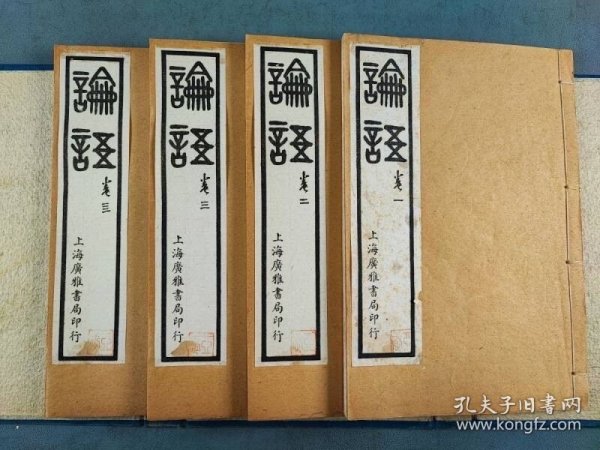 論語
卷一
上海廣雅書局印行
論語
卷二
上海廣雅書局印行
論語
卷三
上海廣雅書局印行
論語
卷三
上海廣雅書局印行
孔夫子旧書网
www.kongfz.com